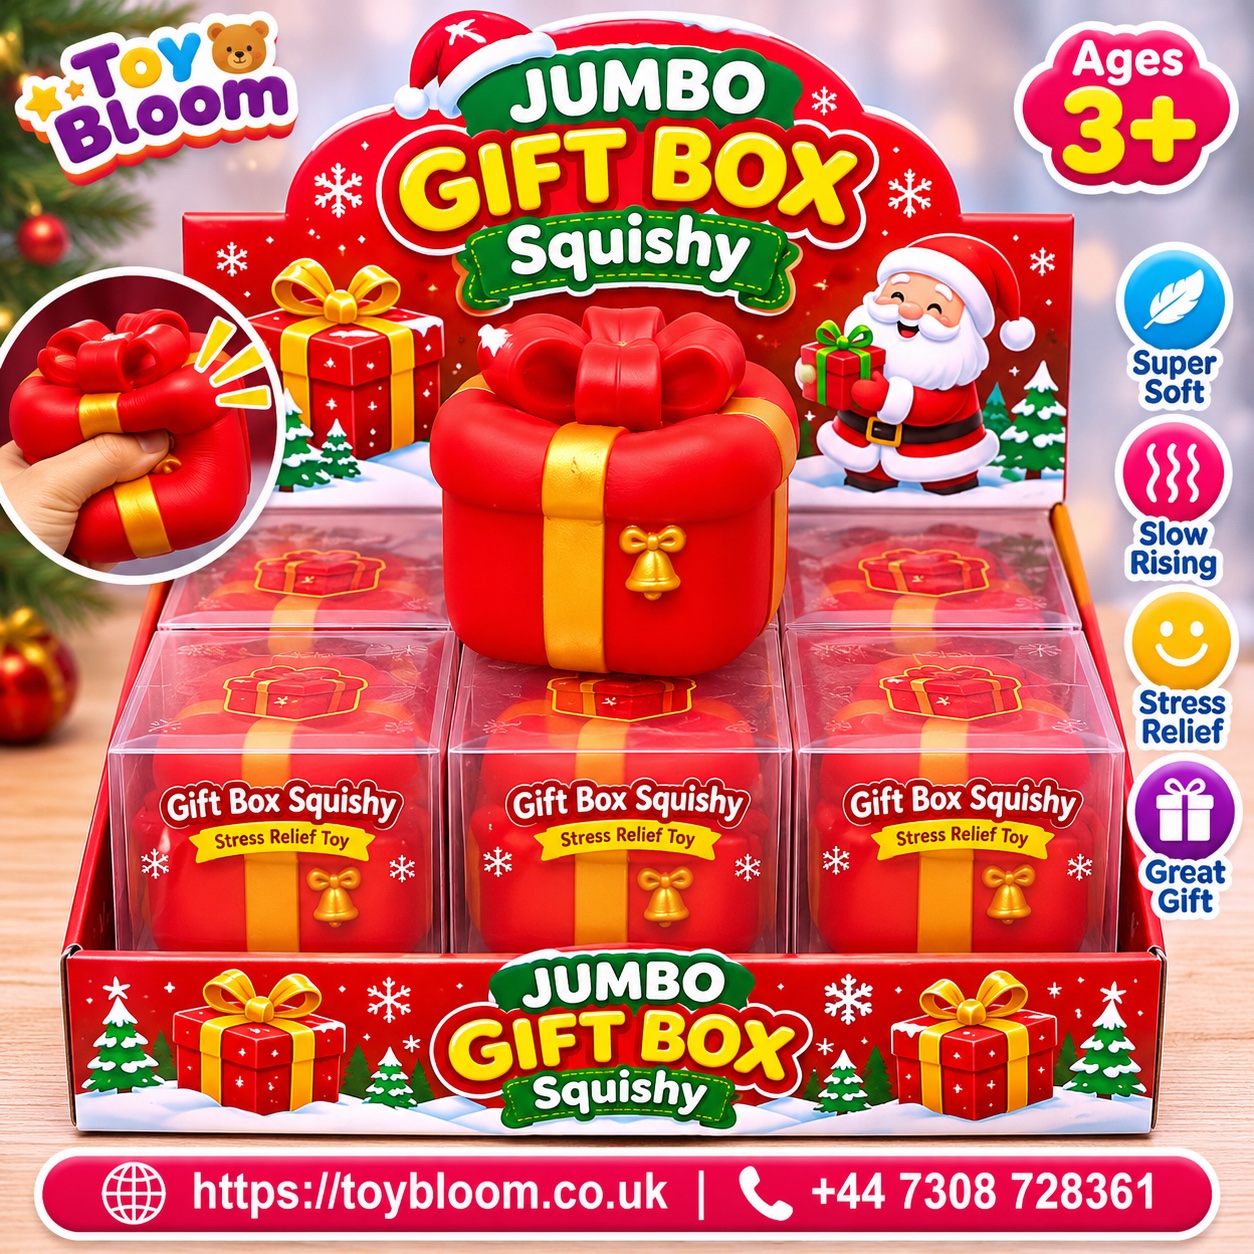 Toy
Bloom
JUMBO
GIFT BOX
Squishy
Ages
3+
Super
Soft
Slow
Rising
Stress
Relief
Great
Gift
Gift Box Squishy
Stress Relief Toy
Gift Box Squishy
Stress Relief Toy
Gift Box Squishy
Stress Relief Toy
JUMBO
GIFT BOX
Squishy
https://toybloom.co.uk | +44 7308 728361